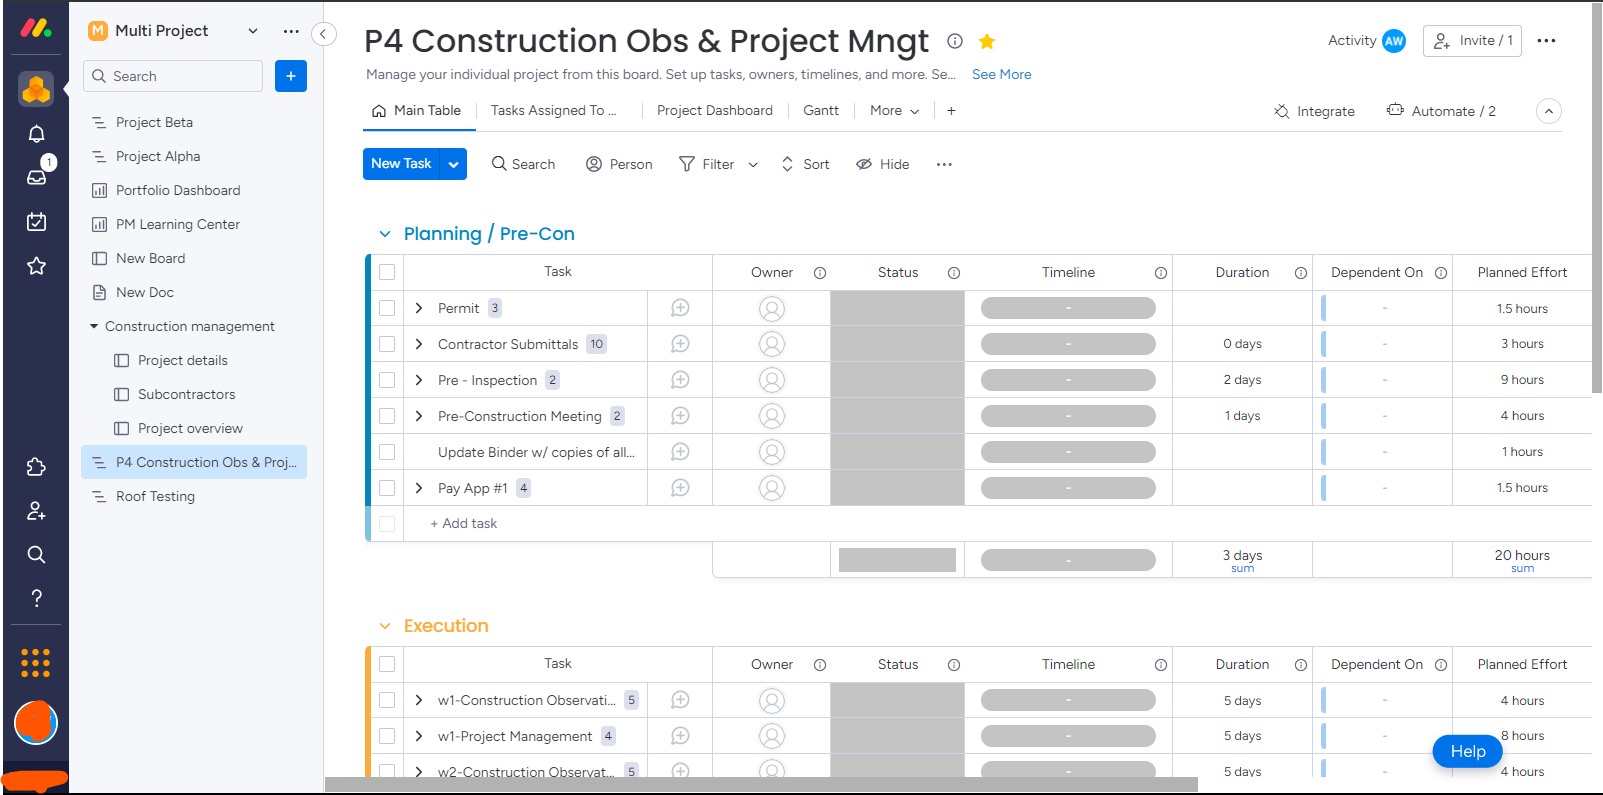 M Multi Project
Search
+
Project Beta
Project Alpha
Portfolio Dashboard
PM Learning Center
New Board
New Doc
Construction management
Project details
Subcontractors
Project overview
P4 Construction Obs & Proj...
Roof Testing
1
?
P4 Construction Obs & Project Mngt
Activity AW Invite / 1
Manage your individual project from this board. Set up tasks, owners, timelines, and more. Se... See More
Main Table Tasks Assigned To ... Project Dashboard Gantt More + Integrate Automate / 2
New Task Search Person Filter Sort Hide
Planning / Pre-Con
Task Owner Status Timeline Duration Dependent On Planned Effort
Permit 3 - - 1.5 hours
Contractor Submittals 10 - 0 days - 3 hours
Pre - Inspection 2 - 2 days - 9 hours
Pre-Construction Meeting 2 - 1 days - 4 hours
Update Binder w/ copies of all... - - 1 hours
Pay App #1 4 - - 1.5 hours
+ Add task
- 3 days 20 hours
sum sum
Execution
Task Owner Status Timeline Duration Dependent On Planned Effort
w1-Construction Observati... 5 - 5 days - 4 hours
w1-Project Management 4 - 5 days - 8 hours
w2-Construction Observat... 5 - 5 days - 4 hours
Help